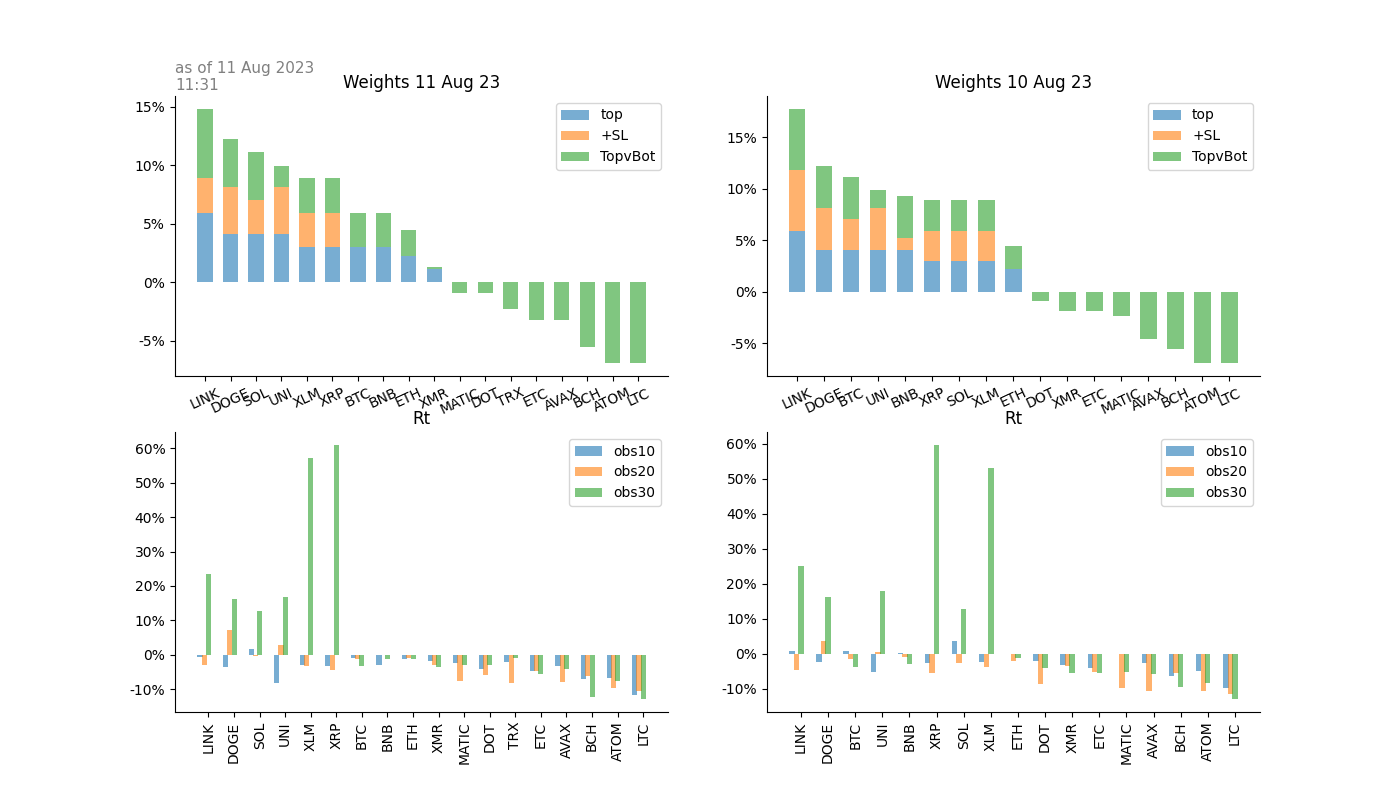 as of 11 Aug 2023
11:31
Weights 11 Aug 23
15%
10%
5%
0%
-5%
top
+SL
TopvBot
LINK DOGE SOL UNI XLM XRP BTC BNB ETH XMR MATIC DOT TRX ETC AVAX BCH ATOM LTC
Weights 10 Aug 23
15%
10%
5%
0%
-5%
top
+SL
TopvBot
LINK DOGE BTC UNI BNB XRP SOL XLM ETH DOT XMR ETC MATIC AVAX BCH ATOM LTC
Rt
60%
50%
40%
30%
20%
10%
0%
-10%
obs10
obs20
obs30
LINK DOGE SOL UNI XLM XRP BTC BNB ETH XMR MATIC DOT TRX ETC AVAX BCH ATOM LTC
Rt
60%
50%
40%
30%
20%
10%
0%
-10%
obs10
obs20
obs30
LINK DOGE BTC UNI BNB XRP SOL XLM ETH DOT XMR ETC MATIC AVAX BCH ATOM LTC